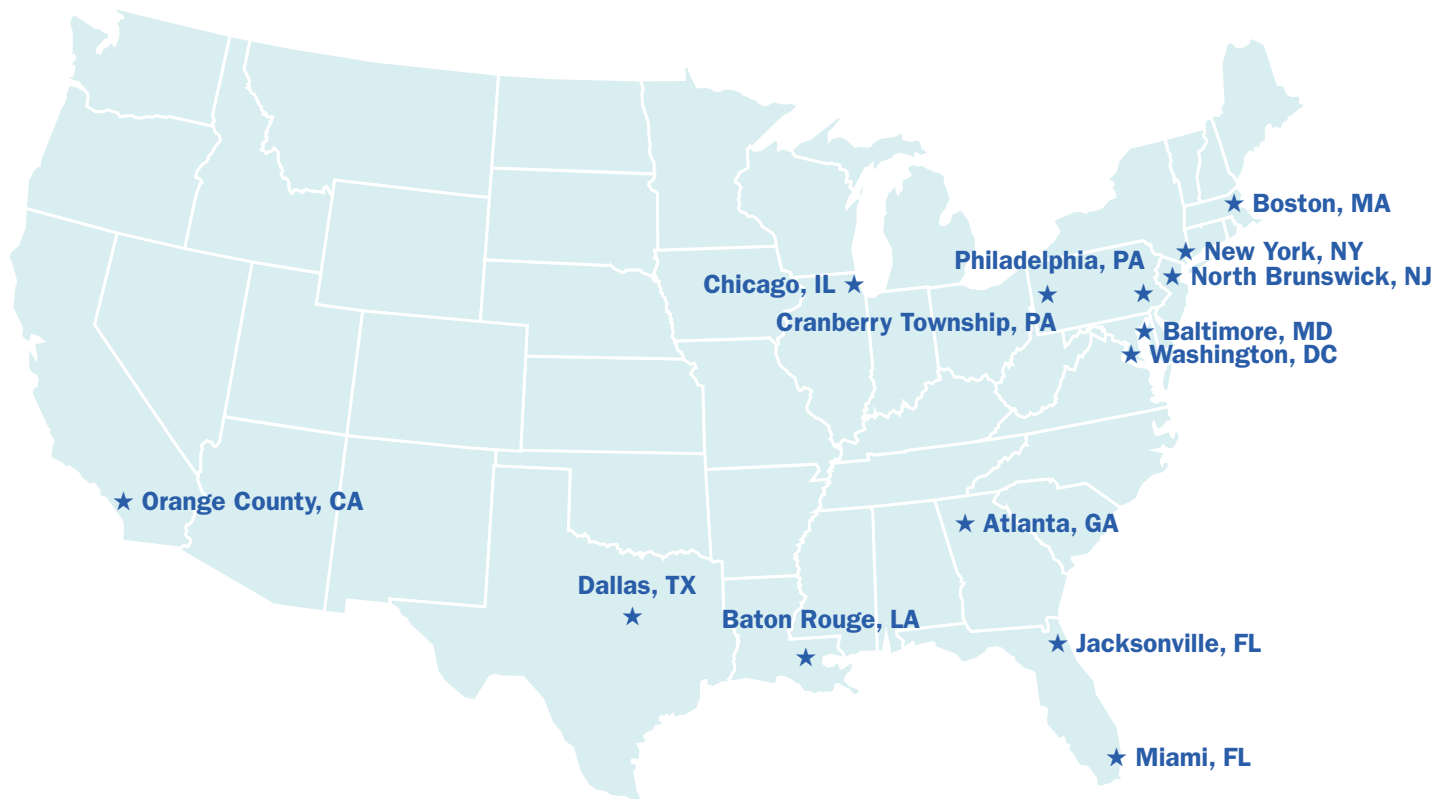 Boston, MA
New York, NY
Philadelphia, PA
North Brunswick, NJ
Chicago, IL
Cranberry Township, PA
Baltimore, MD
Washington, DC
Orange County, CA
Atlanta, GA
Dallas, TX
Baton Rouge, LA
Jacksonville, FL
Miami, FL